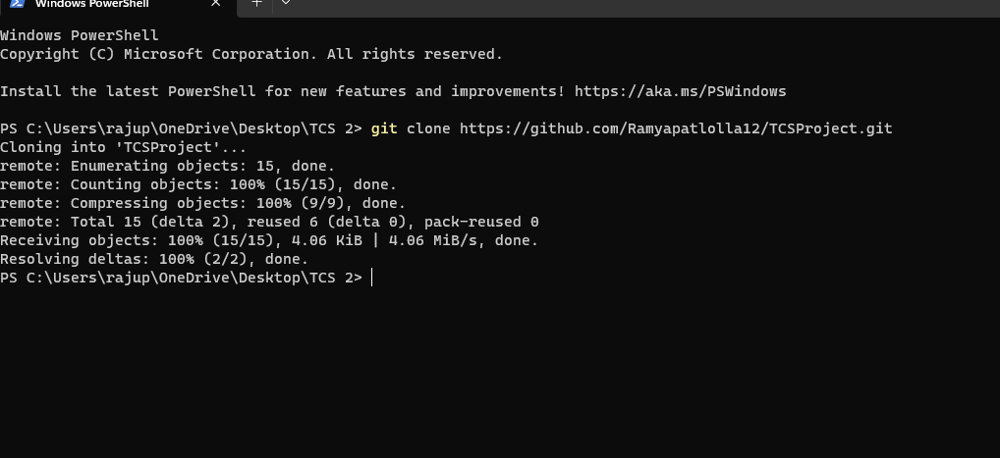 Windows PowerShell
Windows PowerShell
Copyright (C) Microsoft Corporation. All rights reserved.
Install the latest PowerShell for new features and improvements! https://aka.ms/PSWindows
PS C:\Users\rajup\OneDrive\Desktop\TCS 2> git clone https://github.com/Ramyapatlolla12/TCSProject.git
Cloning into 'TCSProject'...
remote: Enumerating objects: 15, done.
remote: Counting objects: 100% (15/15), done.
remote: Compressing objects: 100% (9/9), done.
remote: Total 15 (delta 2), reused 6 (delta 0), pack-reused 0
Receiving objects: 100% (15/15), 4.06 KiB | 4.06 MiB/s, done.
Resolving deltas: 100% (2/2), done.
PS C:\Users\rajup\OneDrive\Desktop\TCS 2>